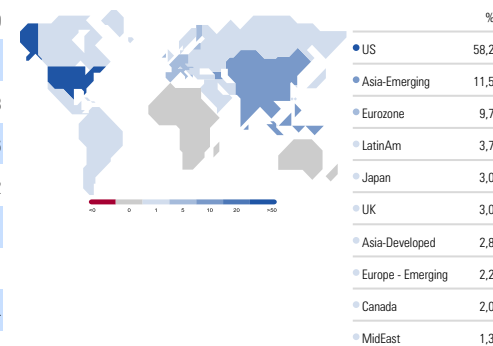 %
US 58,2
Asia-Emerging 11,5
Eurozone 9,7
LatinAm 3,7
Japan 3,0
UK 3,0
Asia-Developed 2,8
Europe - Emerging 2,2
Canada 2,0
MidEast 1,3
<0 0 1 5 10 20 >50